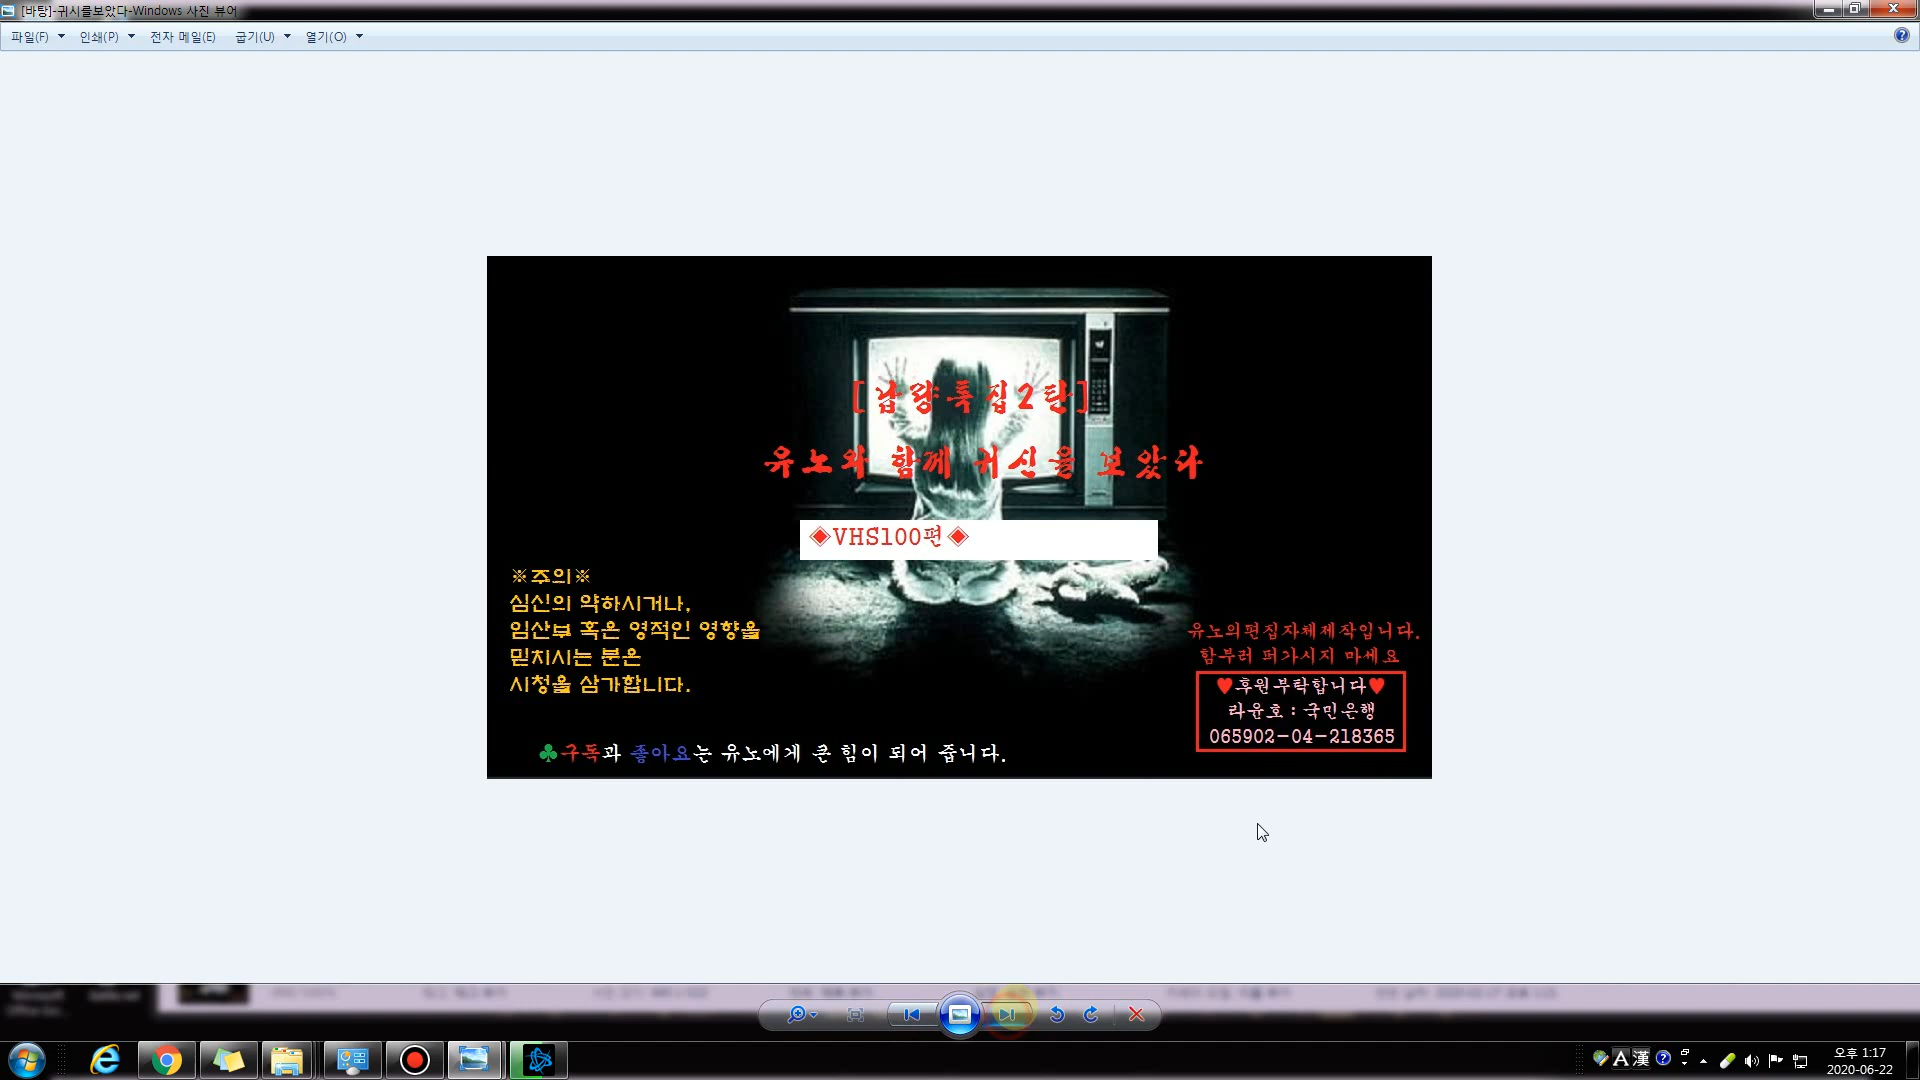 [바탕]-귀시를보았다-Windows 사진 뷰어
파일(F) 인쇄(P) 전자 메일(E) 굽기(U) 열기(O)
[납량특집2탄]
유노와 함께 귀신을 보았다
◈VHS100편◈
※주의※
심신의 약하시거나,
임산부 혹은 영적인 영향을
믿치시는 분은
시청을 삼가합니다.
유노의편집자체제작입니다.
함부러 퍼가시지 마세요
♥후원부탁합니다♥
라윤호:국민은행
065902-04-218365
♣구독과 좋아요는 유노에게 큰 힘이 되어 줍니다.
A 漢
오후 1:17
2020-06-22